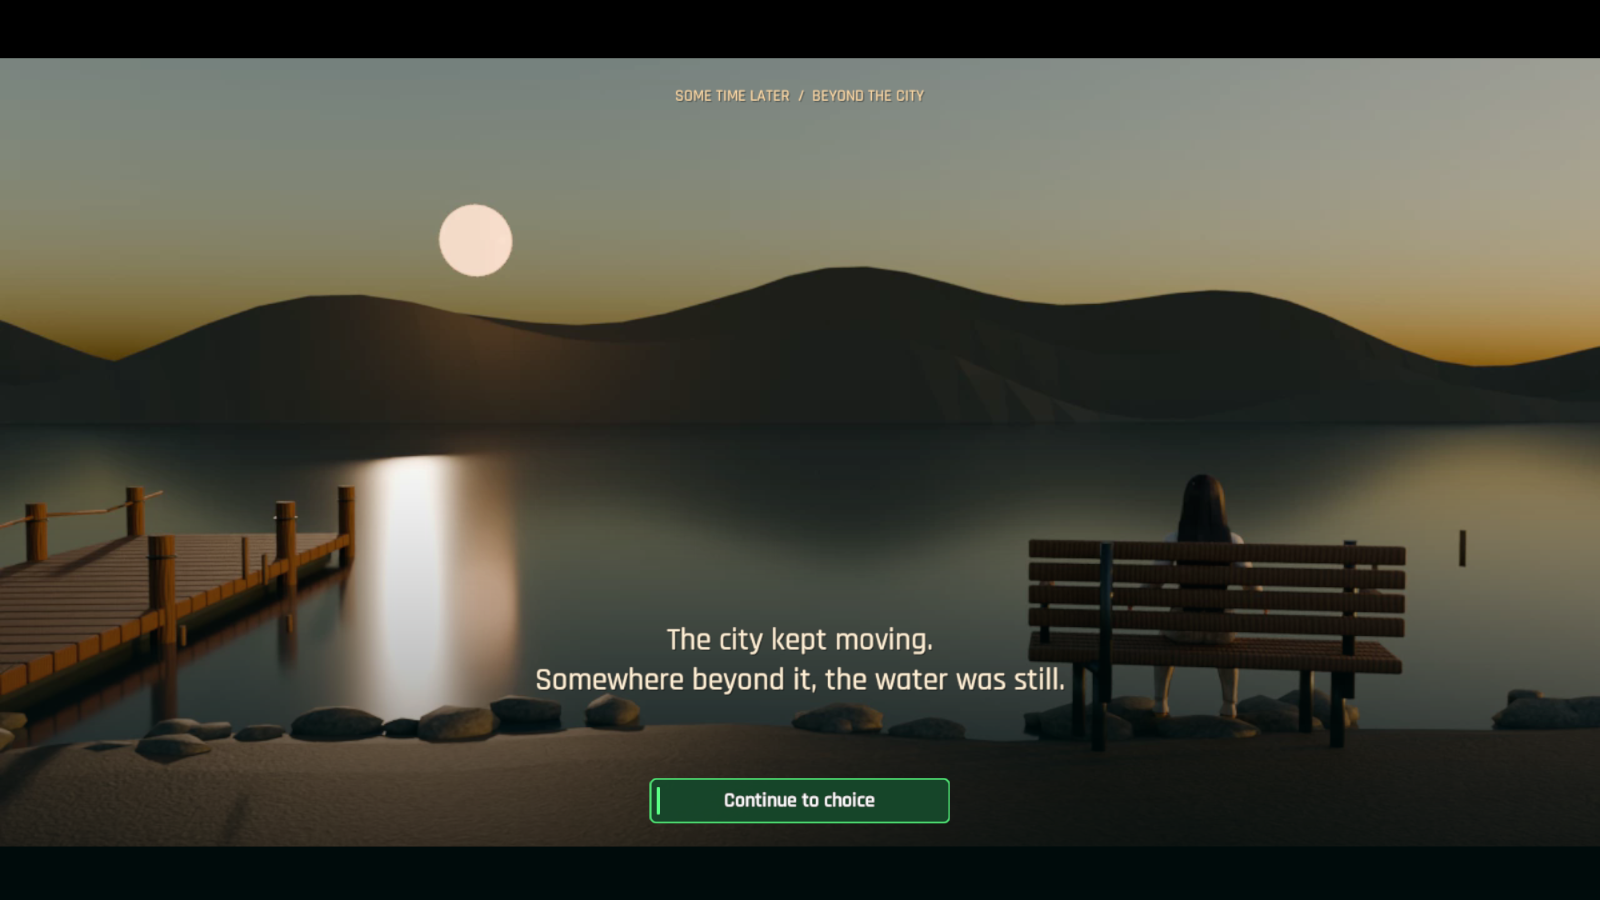 SOME TIME LATER / BEYOND THE CITY
The city kept moving.
Somewhere beyond it, the water was still.
Continue to choice